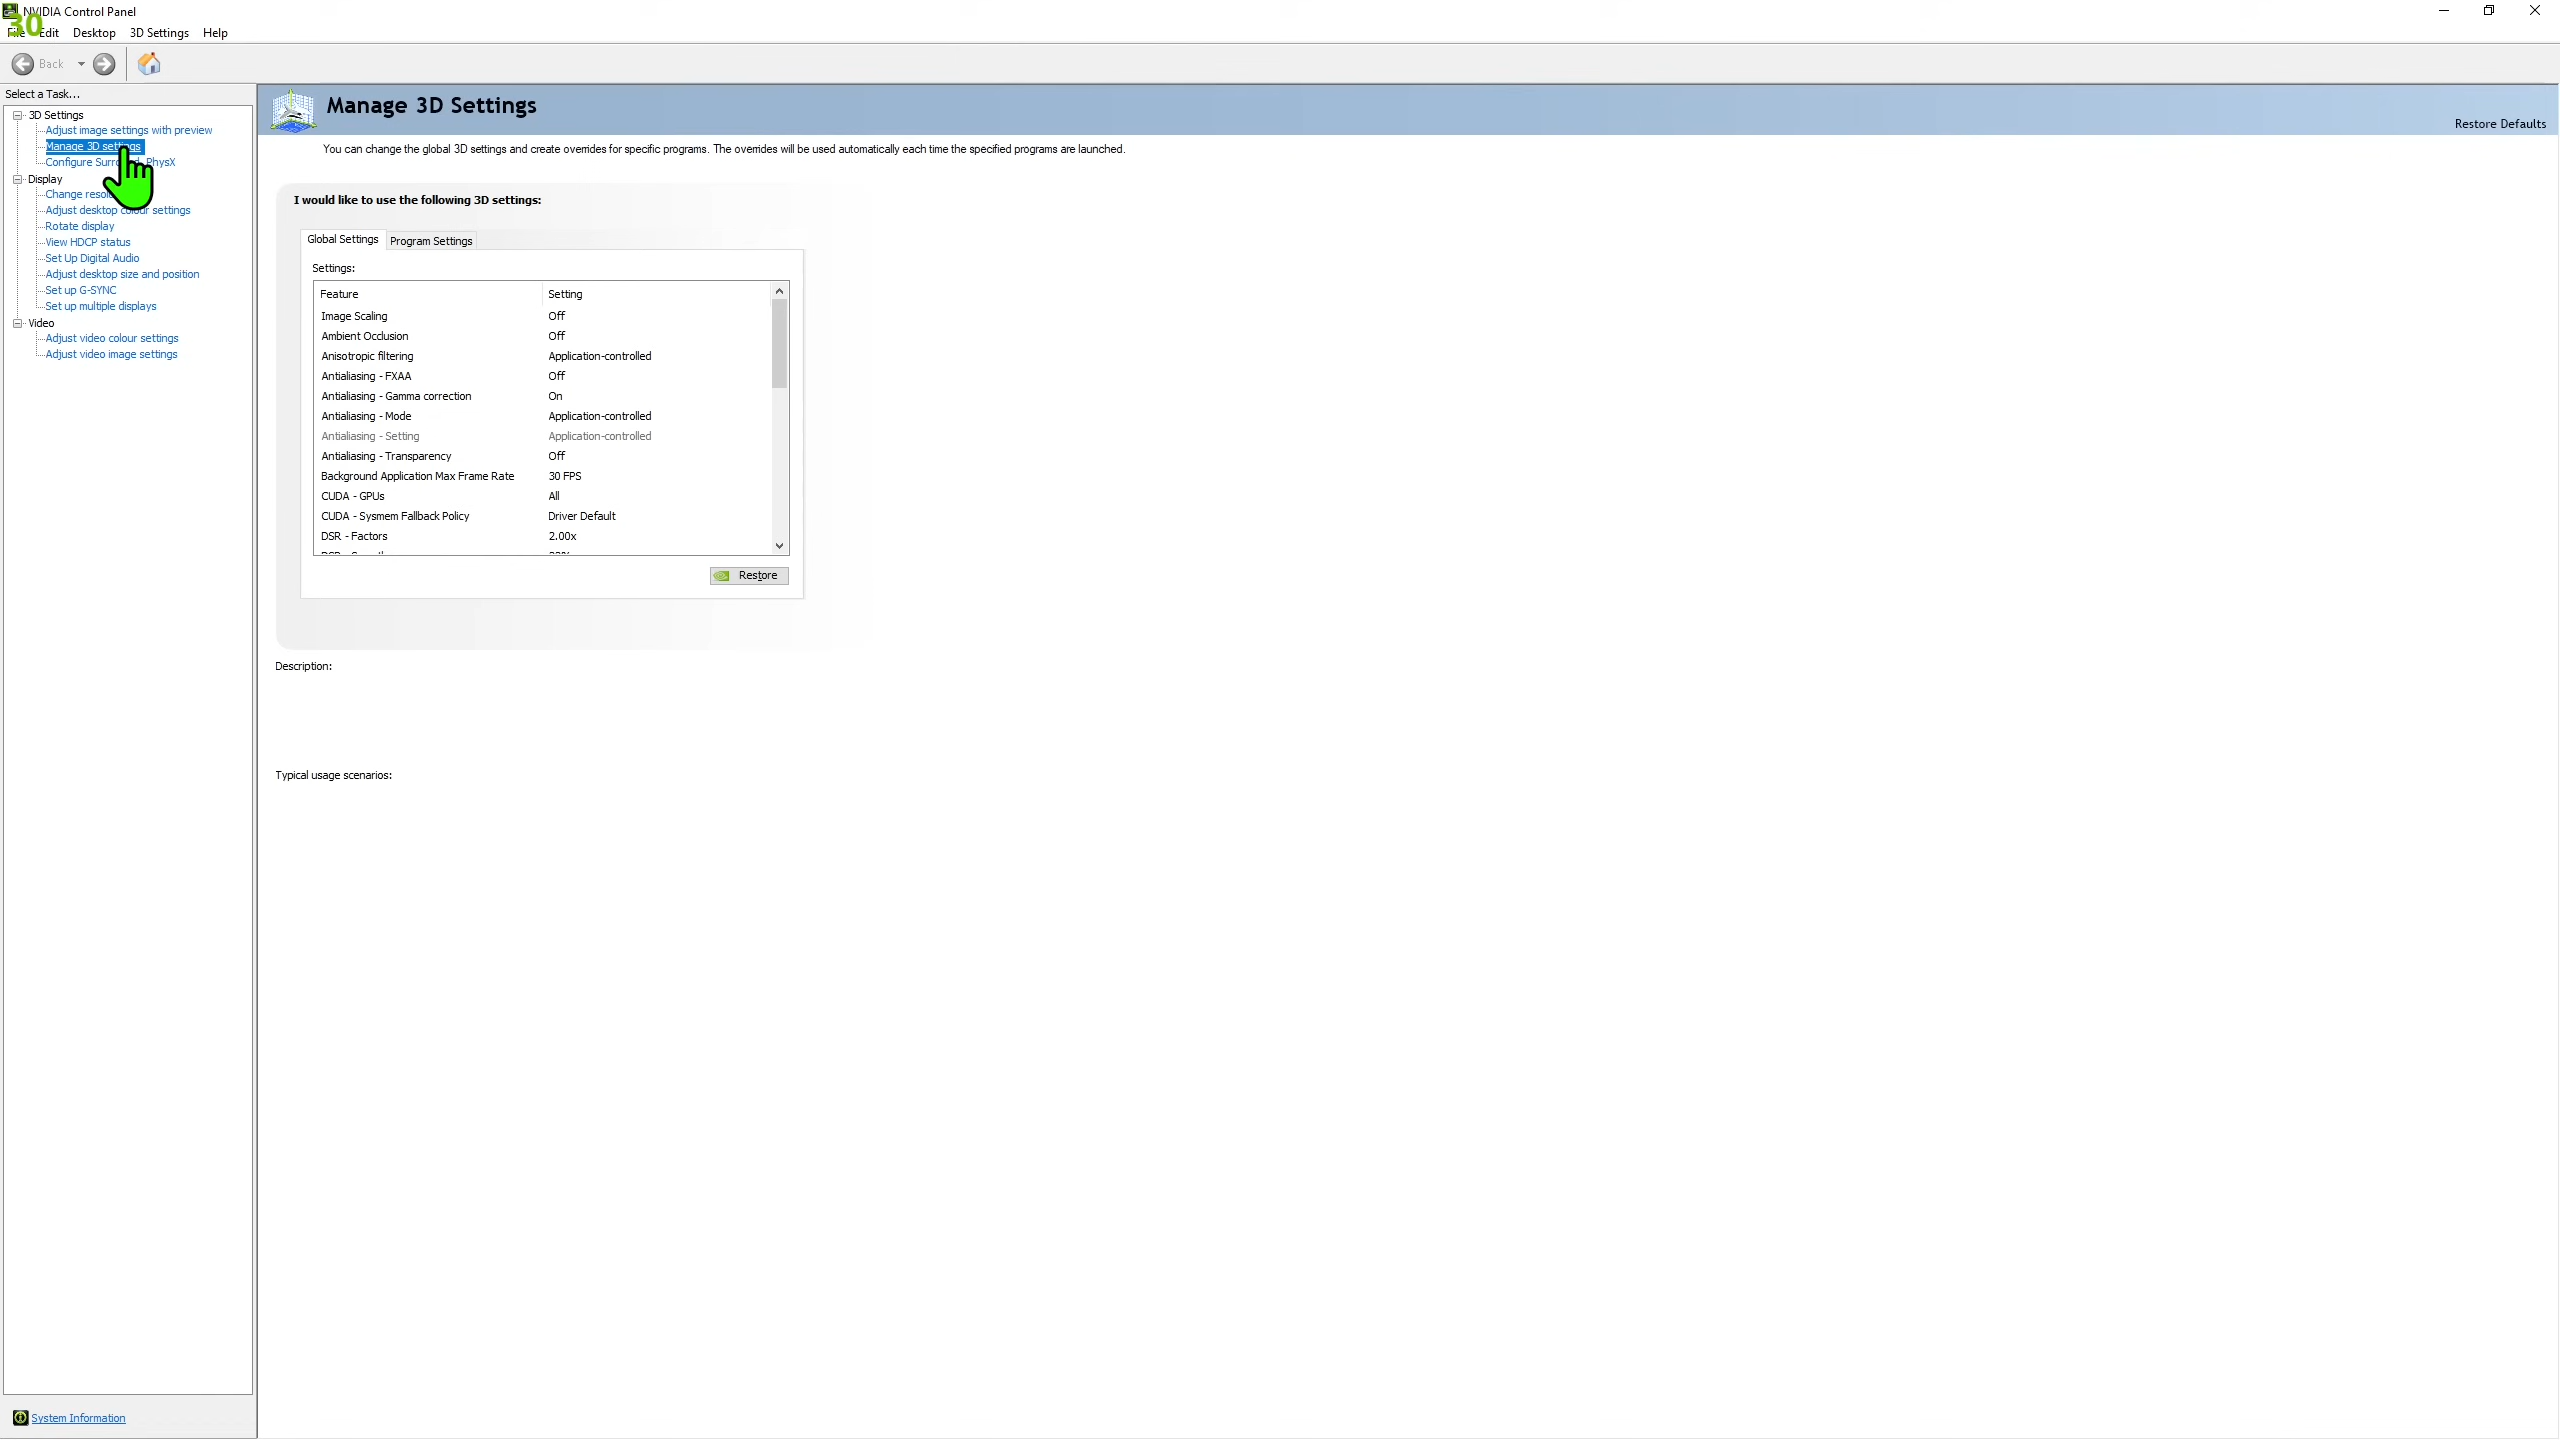 NVIDIA Control Panel
30
Edit Desktop 3D Settings Help
Back
Select a Task...
3D Settings
Adjust image settings with preview
Manage 3D settings
Configure PhysX
Display
Change
Adjust desktop colour settings
Rotate display
View HDCP status
Set Up Digital Audio
Adjust desktop size and position
Set up G-SYNC
Set up multiple displays
Video
Adjust video colour settings
Adjust video image settings
System Information
Manage 3D Settings
Restore Defaults
You can change the global 3D settings and create overrides for specific programs. The overrides will be used automatically each time the specified programs are launched.
I would like to use the following 3D settings:
Global Settings Program Settings
Settings:
Feature Setting
Image Scaling Off
Ambient Occlusion Off
Anisotropic filtering Application-controlled
Antialiasing - FXAA Off
Antialiasing - Gamma correction On
Antialiasing - Mode Application-controlled
Antialiasing - Setting Application-controlled
Antialiasing - Transparency Off
Background Application Max Frame Rate 30 FPS
CUDA - GPUs All
CUDA - Sysmem Fallback Policy Driver Default
DSR - Factors 2.00x
Restore
Description:
Typical usage scenarios: